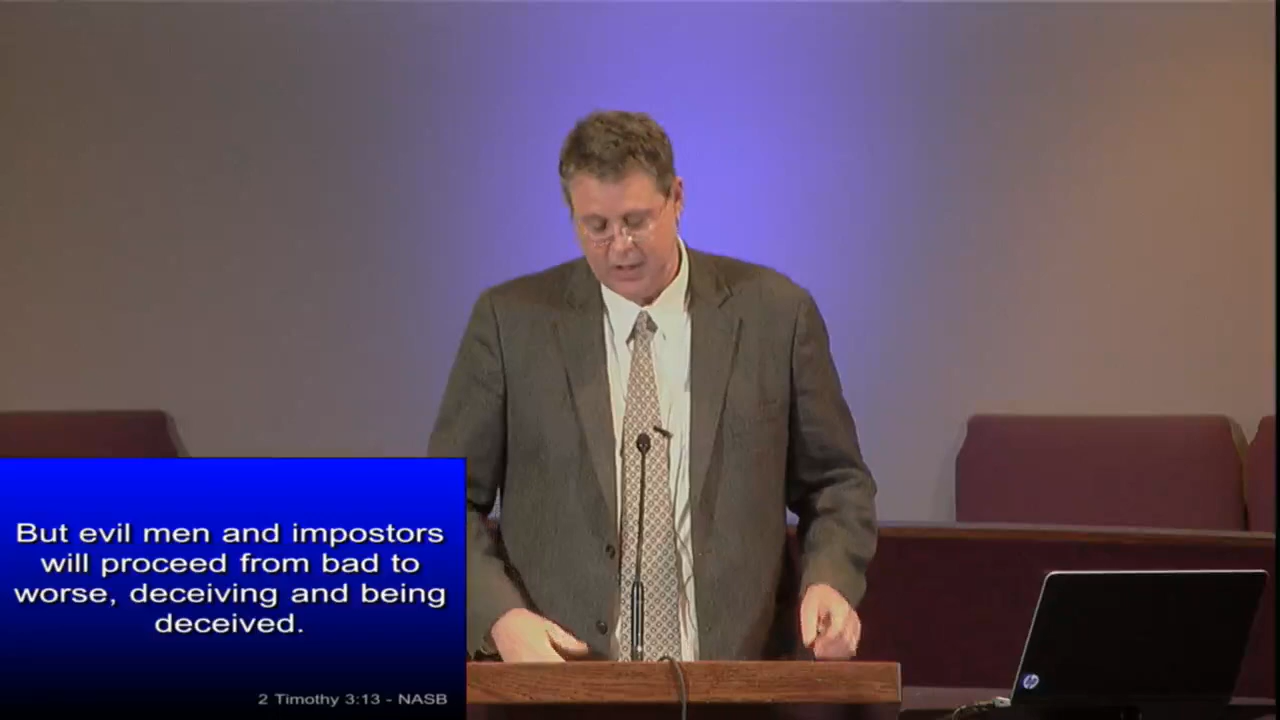 But evil men and impostors
will proceed from bad to
worse, deceiving and being
deceived.
2 Timothy 3:13 - NASB
hp